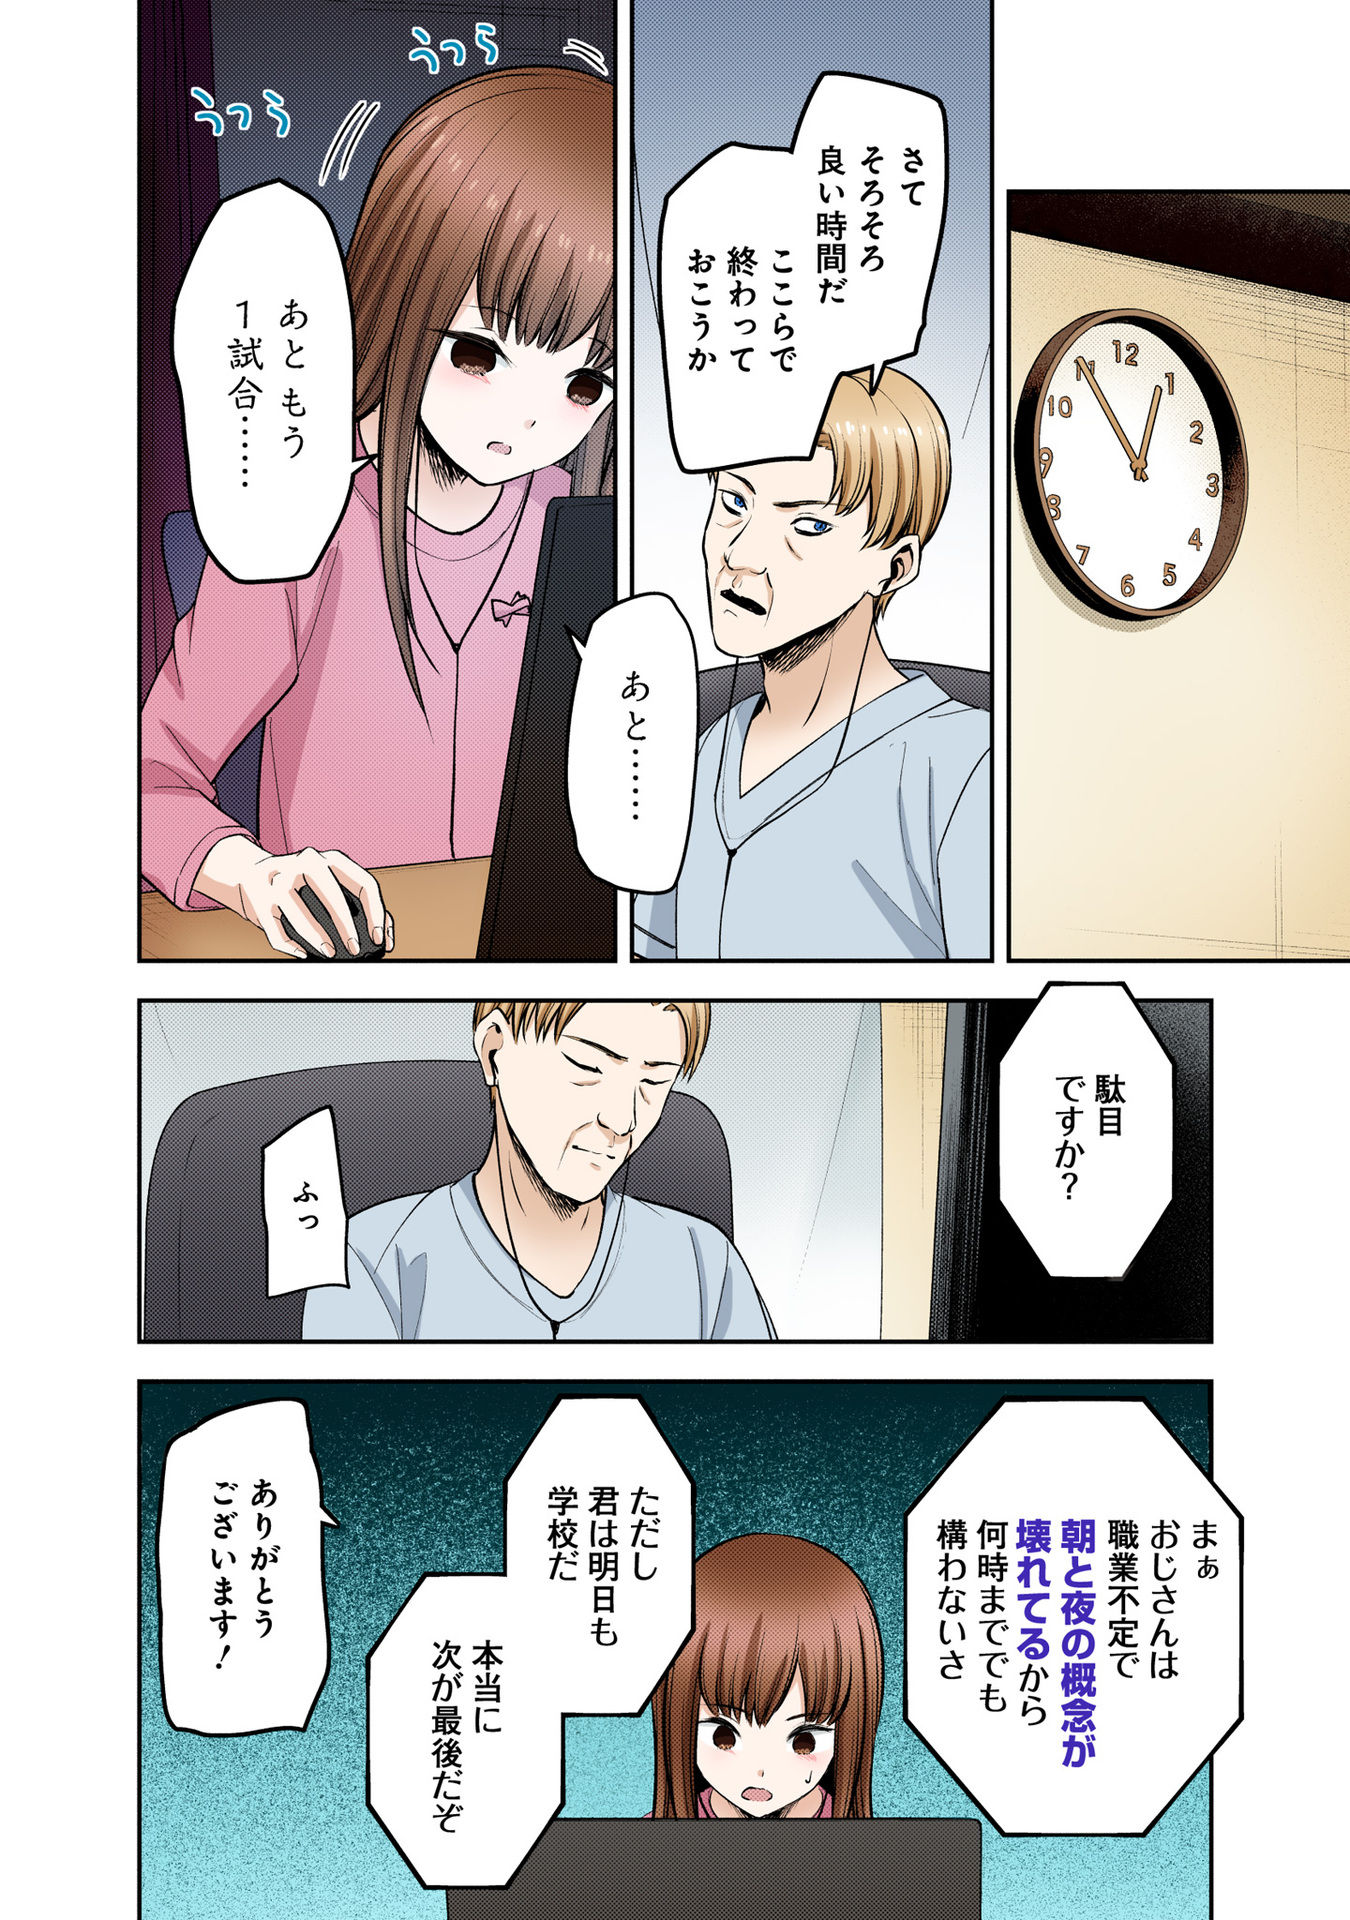 12
1
2
3
4
5
6
7
8
9
10
11
さて
そろそろ
良い時間だ
ここらで
終わって
おこうか
あと……
うつら
うつら
あともう
1試合……
駄目
ですか？
ふっ
まぁ
おじさんは
職業不定で
朝と夜の概念が
壊れてるから
何時まででも
構わないさ
ただし
君は明日も
学校だ
本当に
次が最後だぞ
ありがとう
ございます！